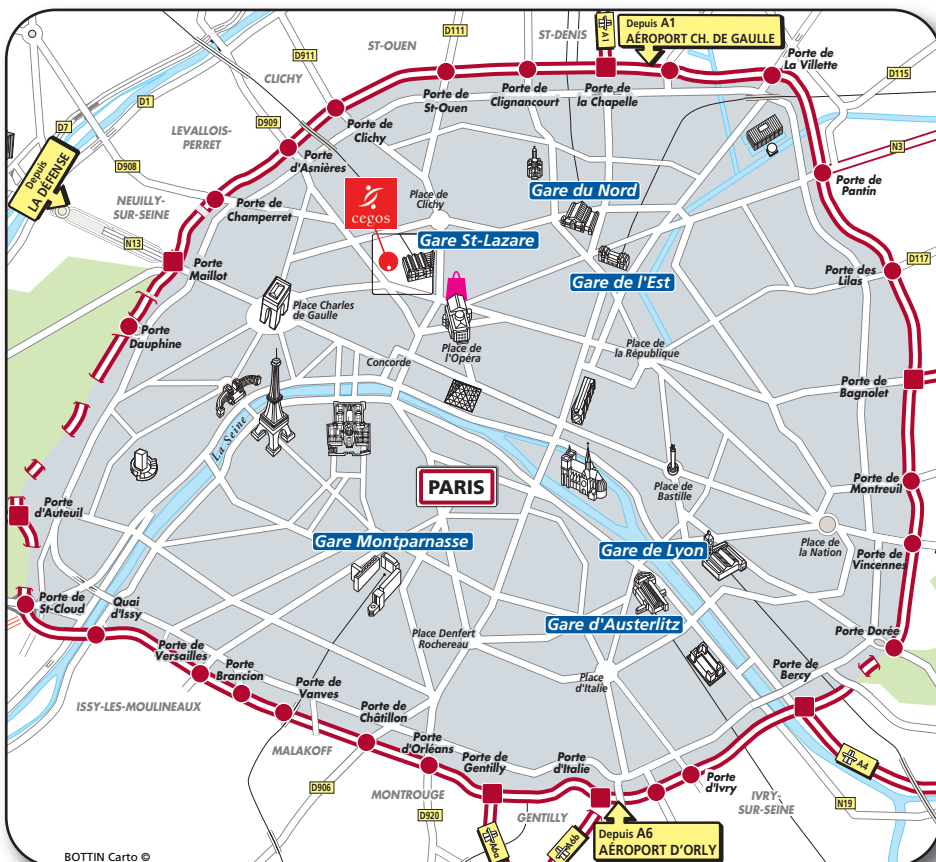 Depuis A1
AÉROPORT CH. DE GAULLE
A1
D111
ST-DENIS
ST-OUEN
D911
CLICHY
Porte de
La Villette
D115
D1
D7
D909
LEVALLOIS-
PERRET
Porte de
St-Ouen
Porte de
Clignancourt
Porte de
la Chapelle
Porte de
Clichy
D908
Porte
d'Asnières
N3
Depuis
LA DÉFENSE
NEUILLY-
SUR-SEINE
Porte de
Champerret
cegos
Place de
Clichy
Gare du Nord
Porte de
Pantin
N13
Porte
Maillot
Gare St-Lazare
Gare de l'Est
D117
Porte des
Lilas
Place Charles
de Gaulle
Porte
Dauphine
Concorde
Place de
l'Opéra
Place de
la République
Porte de
Bagnolet
La Seine
PARIS
Place de
Bastille
Porte de
Montreuil
Porte
d'Auteuil
Gare Montparnasse
Gare de Lyon
Place de
la Nation
Porte de
Vincennes
Porte de
St-Cloud
Quai
d'Issy
Gare d'Austerlitz
Place Denfert
Rochereau
Porte Dorée
Porte de
Versailles
Porte
Brancion
Porte de
Vanves
Place
d'Italie
Porte de
Bercy
ISSY-LES-MOULINEAUX
Porte de
Châtillon
MALAKOFF
Porte
d'Orléans
Porte de
Gentilly
Porte
d'Italie
Porte
d'Ivry
A4
D906
MONTROUGE
D920
GENTILLY
IVRY-
SUR-SEINE
N19
A6a
A6b
Depuis A6
AÉROPORT D'ORLY
BOTTIN Carto ©